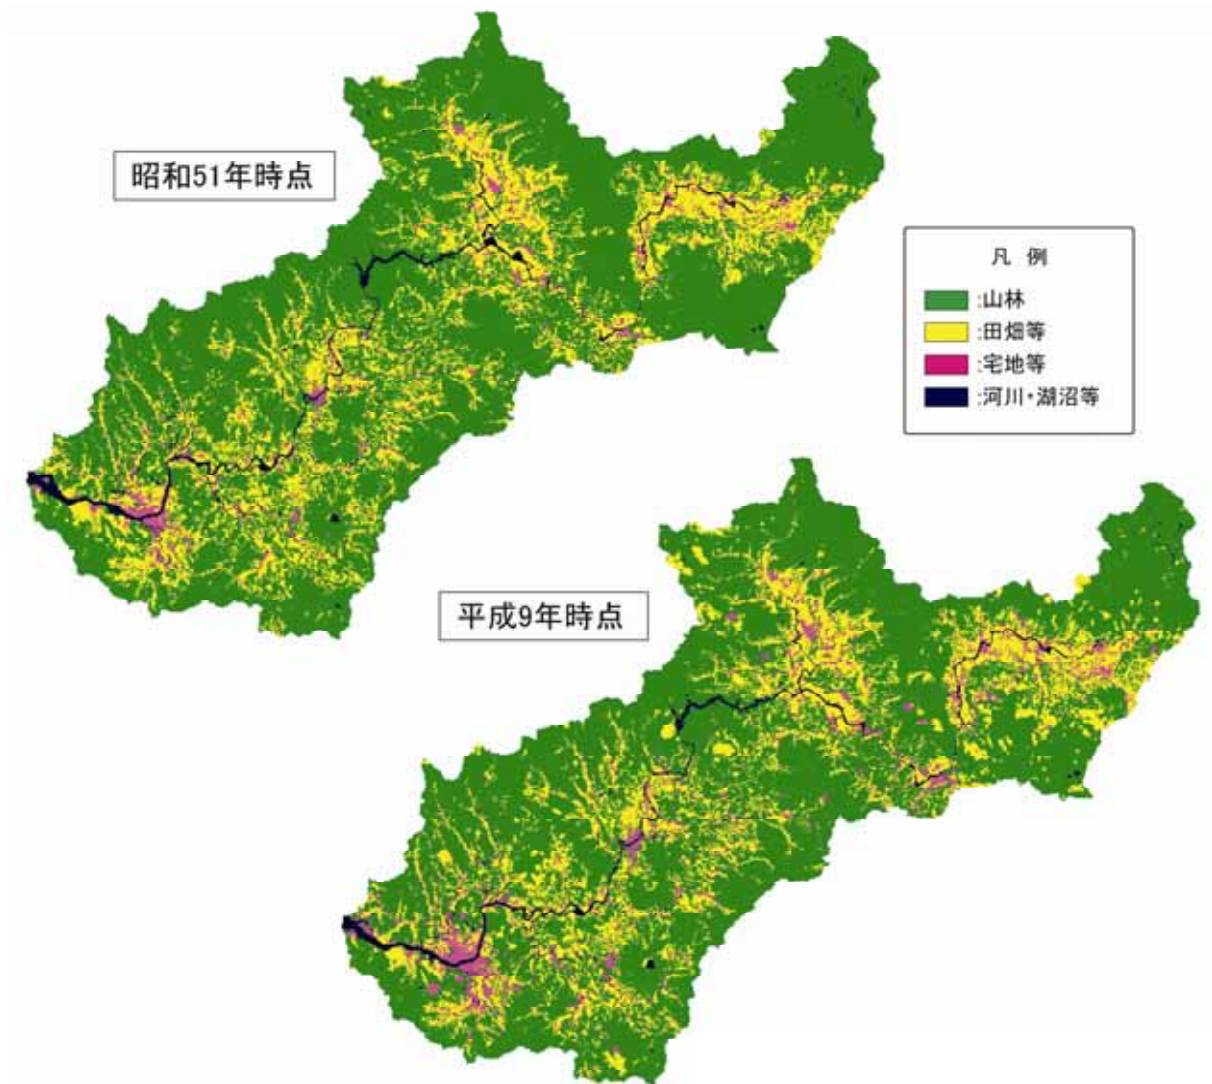 昭和51年時点
凡 例
:山林
:田畑等
:宅地等
:河川・湖沼等
平成9年時点